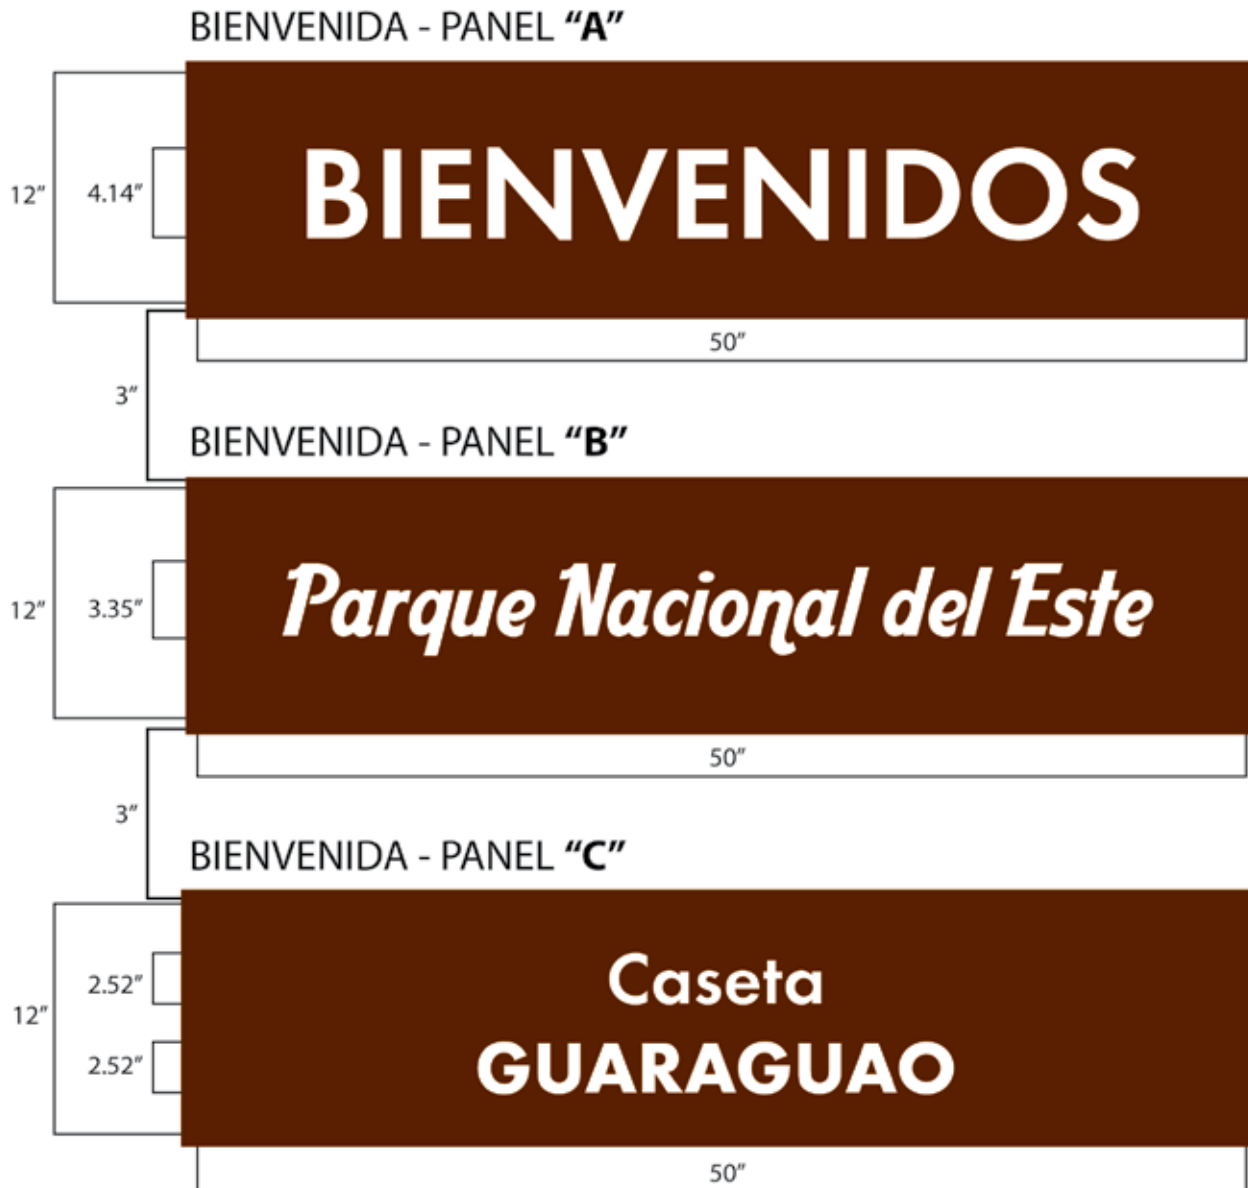 BIENVENIDA - PANEL “A”
12”
4.14”
BIENVENIDOS
50”
3”
BIENVENIDA - PANEL “B”
12”
3.35”
Parque Nacional del Este
50”
3”
BIENVENIDA - PANEL “C”
2.52”
Caseta
12”
2.52”
GUARAGUAO
50”